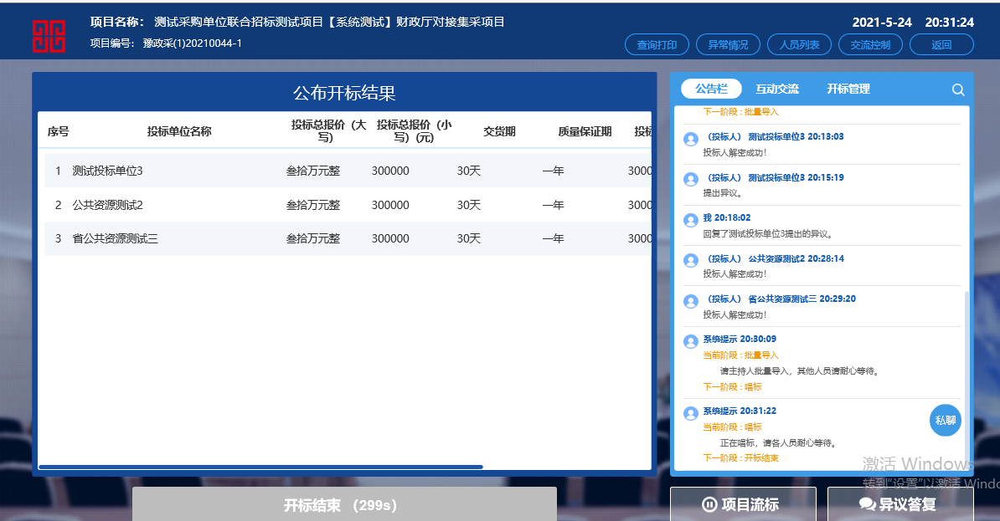 项目名称： 测试采购单位联合招标测试项目【系统测试】财政厅对接集采项目
2021-5-24 20:31:24
项目编号： 豫政采(1)20210044-1
查询打印 异常情况 人员列表 交流控制 返回
公布开标结果
序号 投标单位名称 投标总报价（大写） 投标总报价（小写）(元) 交货期 质量保证期 投标
1 测试投标单位3 叁拾万元整 300000 30天 一年 3000
2 公共资源测试2 叁拾万元整 300000 30天 一年 3000
3 省公共资源测试三 叁拾万元整 300000 30天 一年 3000
开标结束 （299s）
公告栏 互动交流 开标管理
下一阶段 : 批量导入
（投标人） 测试投标单位3 20:13:03
投标人解密成功!
（投标人） 测试投标单位3 20:15:19
提出异议。
我 20:18:02
回复了测试投标单位3提出的异议。
（投标人） 公共资源测试2 20:28:14
投标人解密成功!
（投标人） 省公共资源测试三 20:29:20
投标人解密成功!
系统提示 20:30:09
当前阶段 : 批量导入
请主持人批量导入，其他人员请耐心等待。
下一阶段 : 唱标
系统提示 20:31:22
当前阶段 : 唱标
正在唱标，请各人员耐心等待。
下一阶段 : 开标结束
私聊
激活 Windows
转到“设置”以激活 Windo
项目流标 异议答复